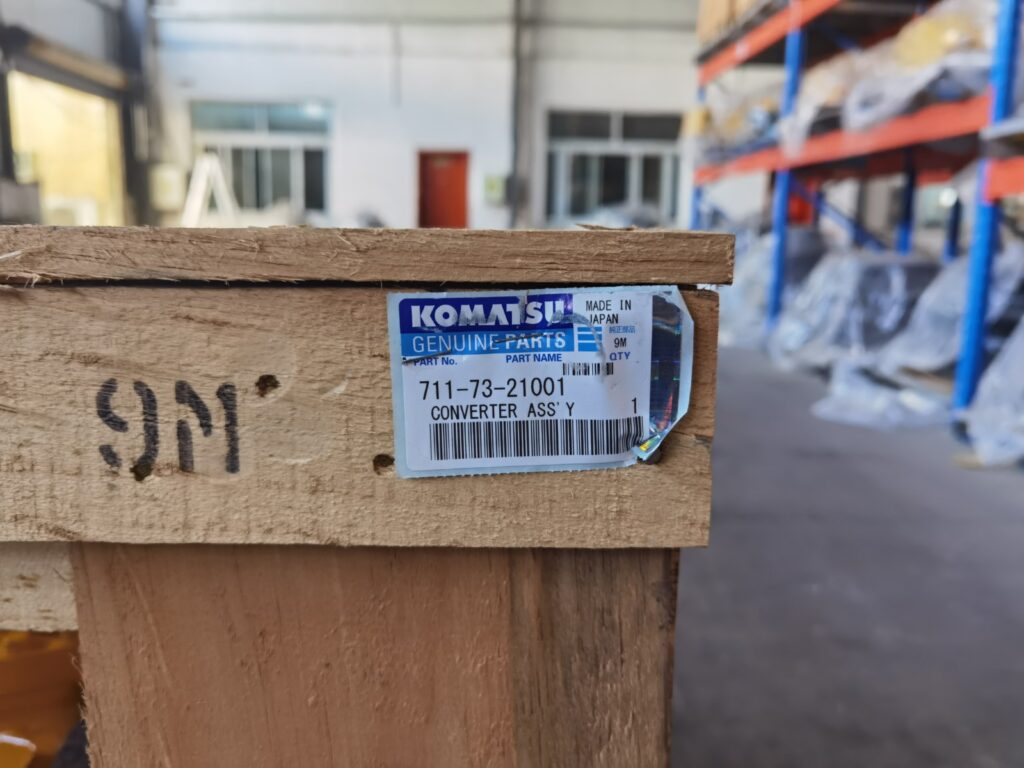 KOMATSU
MADE IN
JAPAN
GENUINE PARTS
9M
PART No.
PART NAME
QTY
711-73-21001
CONVERTER ASS'Y
1
9M